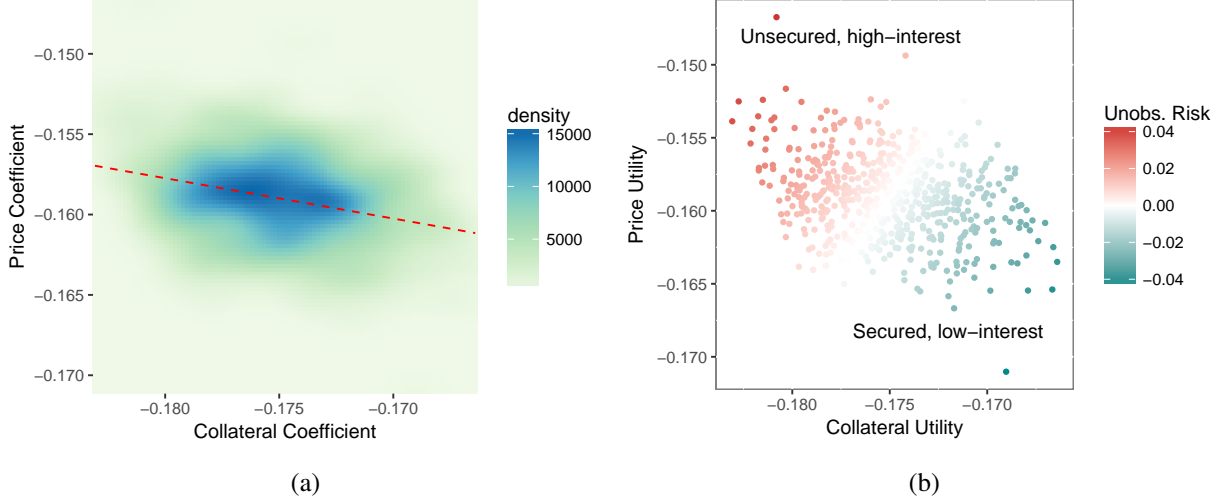 −0.150
−0.155
−0.160
−0.165
−0.170
Price Coefficient
−0.180
−0.175
−0.170
Collateral Coefficient
density
15000
10000
5000
(a)
Unsecured, high−interest
Secured, low−interest
−0.150
−0.155
−0.160
−0.165
−0.170
Price Utility
−0.180
−0.175
−0.170
Collateral Utility
Unobs. Risk
0.04
0.02
0.00
−0.02
−0.04
(b)